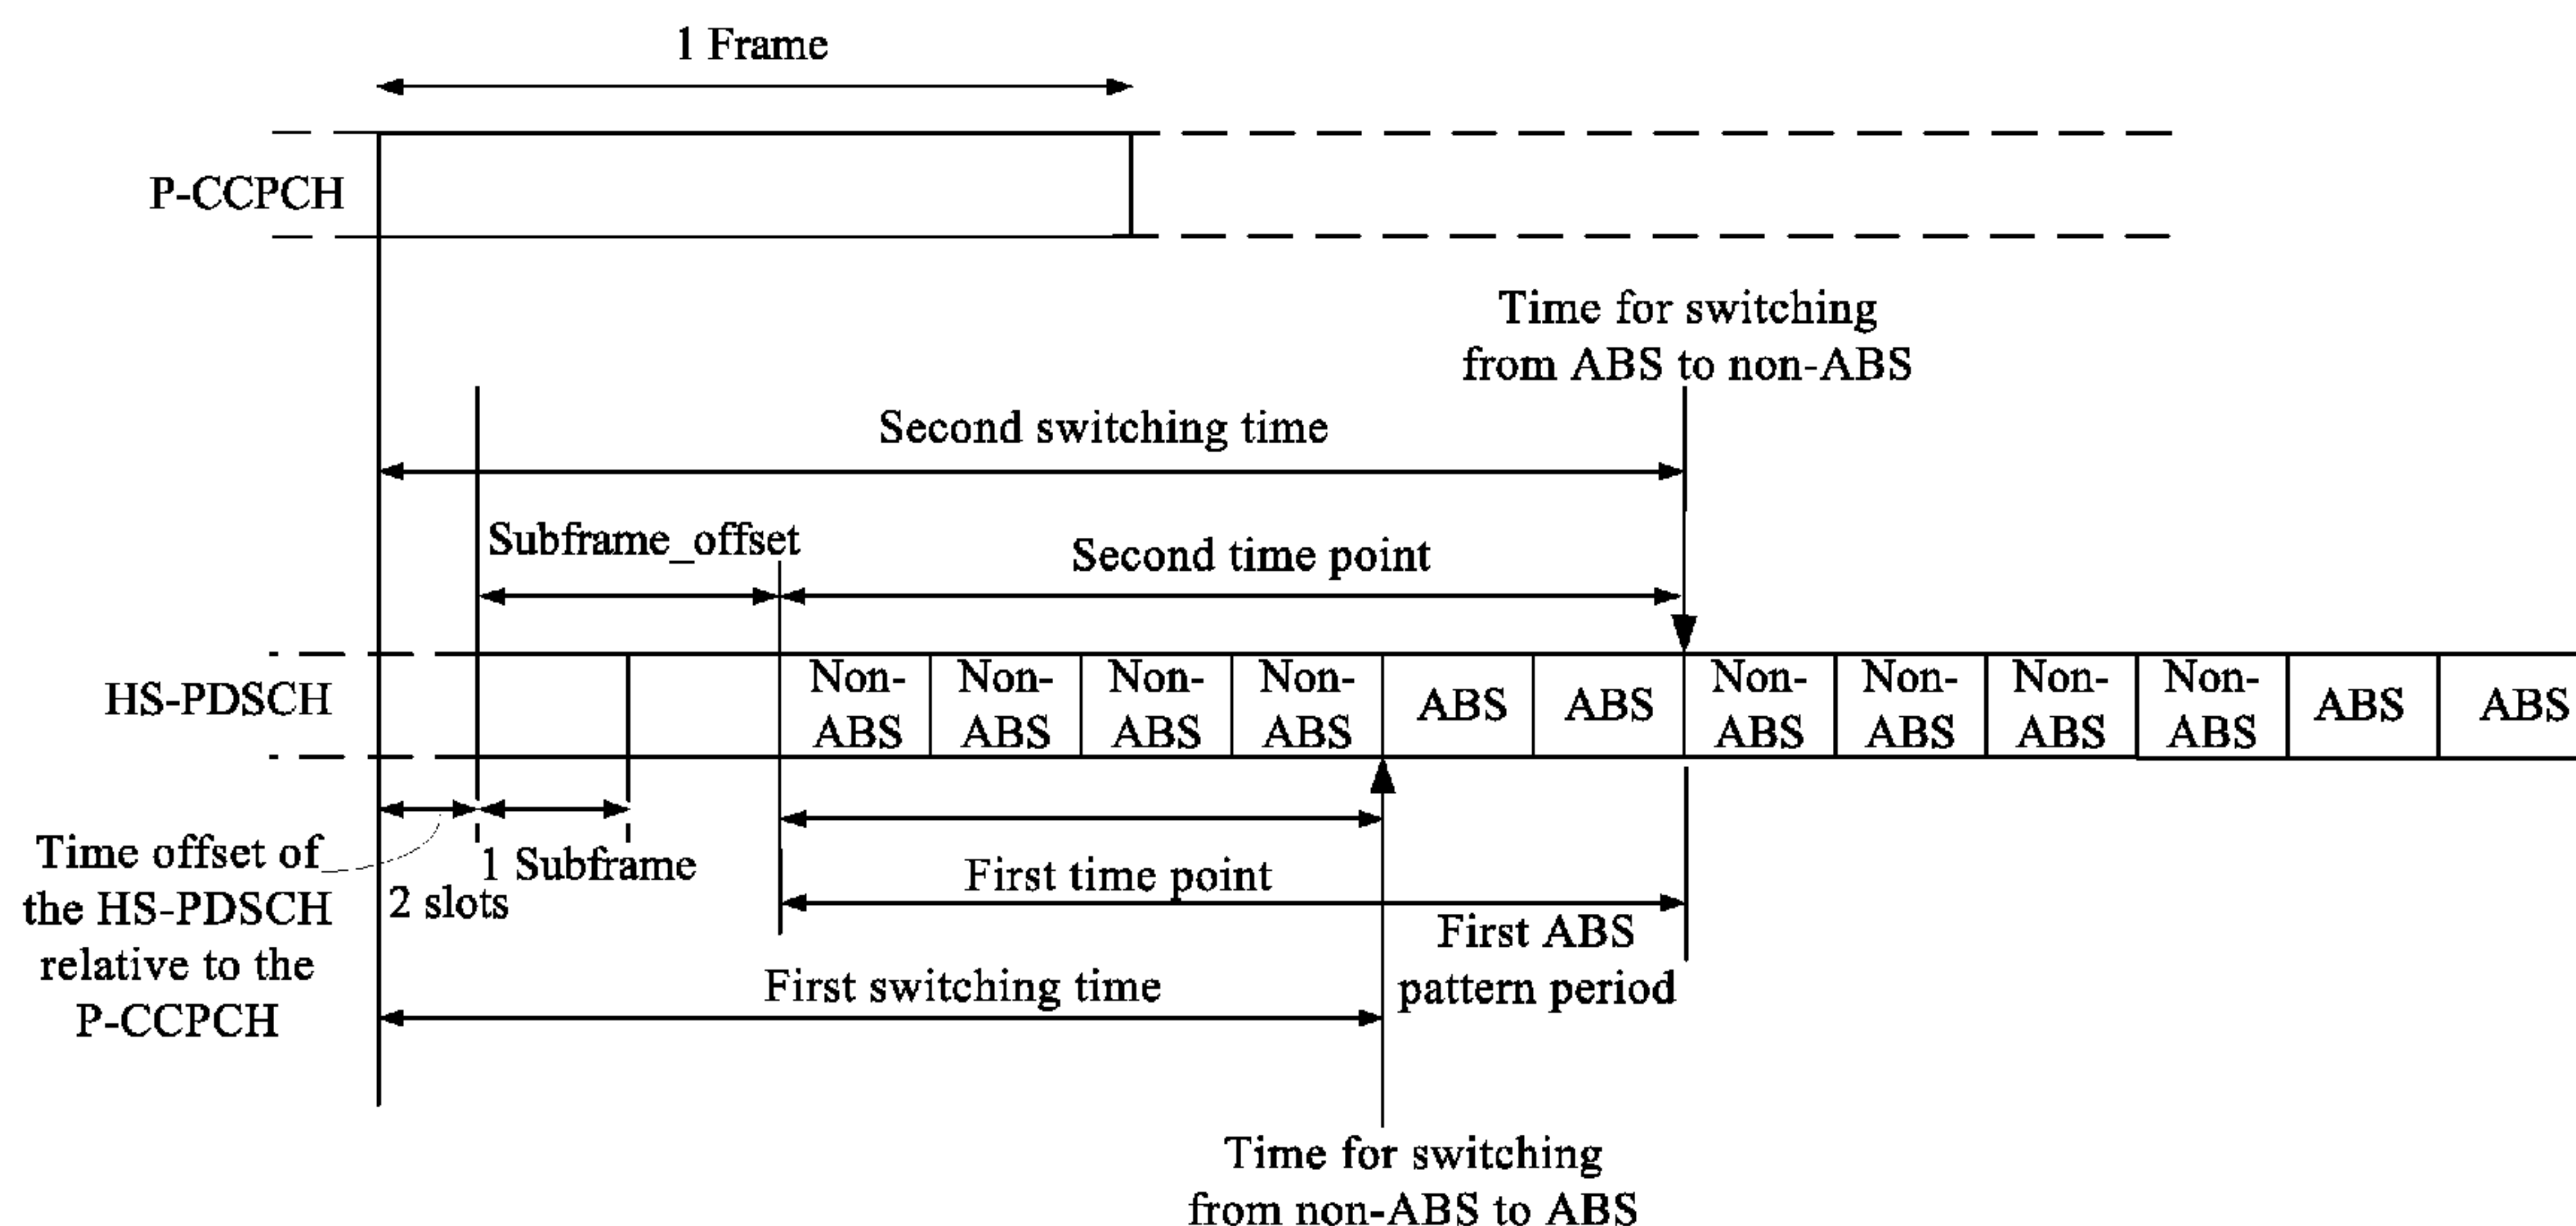 1 Frame
P-CCPCH
Time for switching
from ABS to non-ABS
Second switching time
Subframe_offset
Second time point
HS-PDSCH
Non-
ABS
Non-
ABS
Non-
ABS
Non-
ABS
ABS
ABS
Non-
ABS
Non-
ABS
Non-
ABS
Non-
ABS
ABS
ABS
Time offset of
the HS-PDSCH
relative to the
P-CCPCH
1 Subframe
2 slots
First time point
First ABS
pattern period
First switching time
Time for switching
from non-ABS to ABS